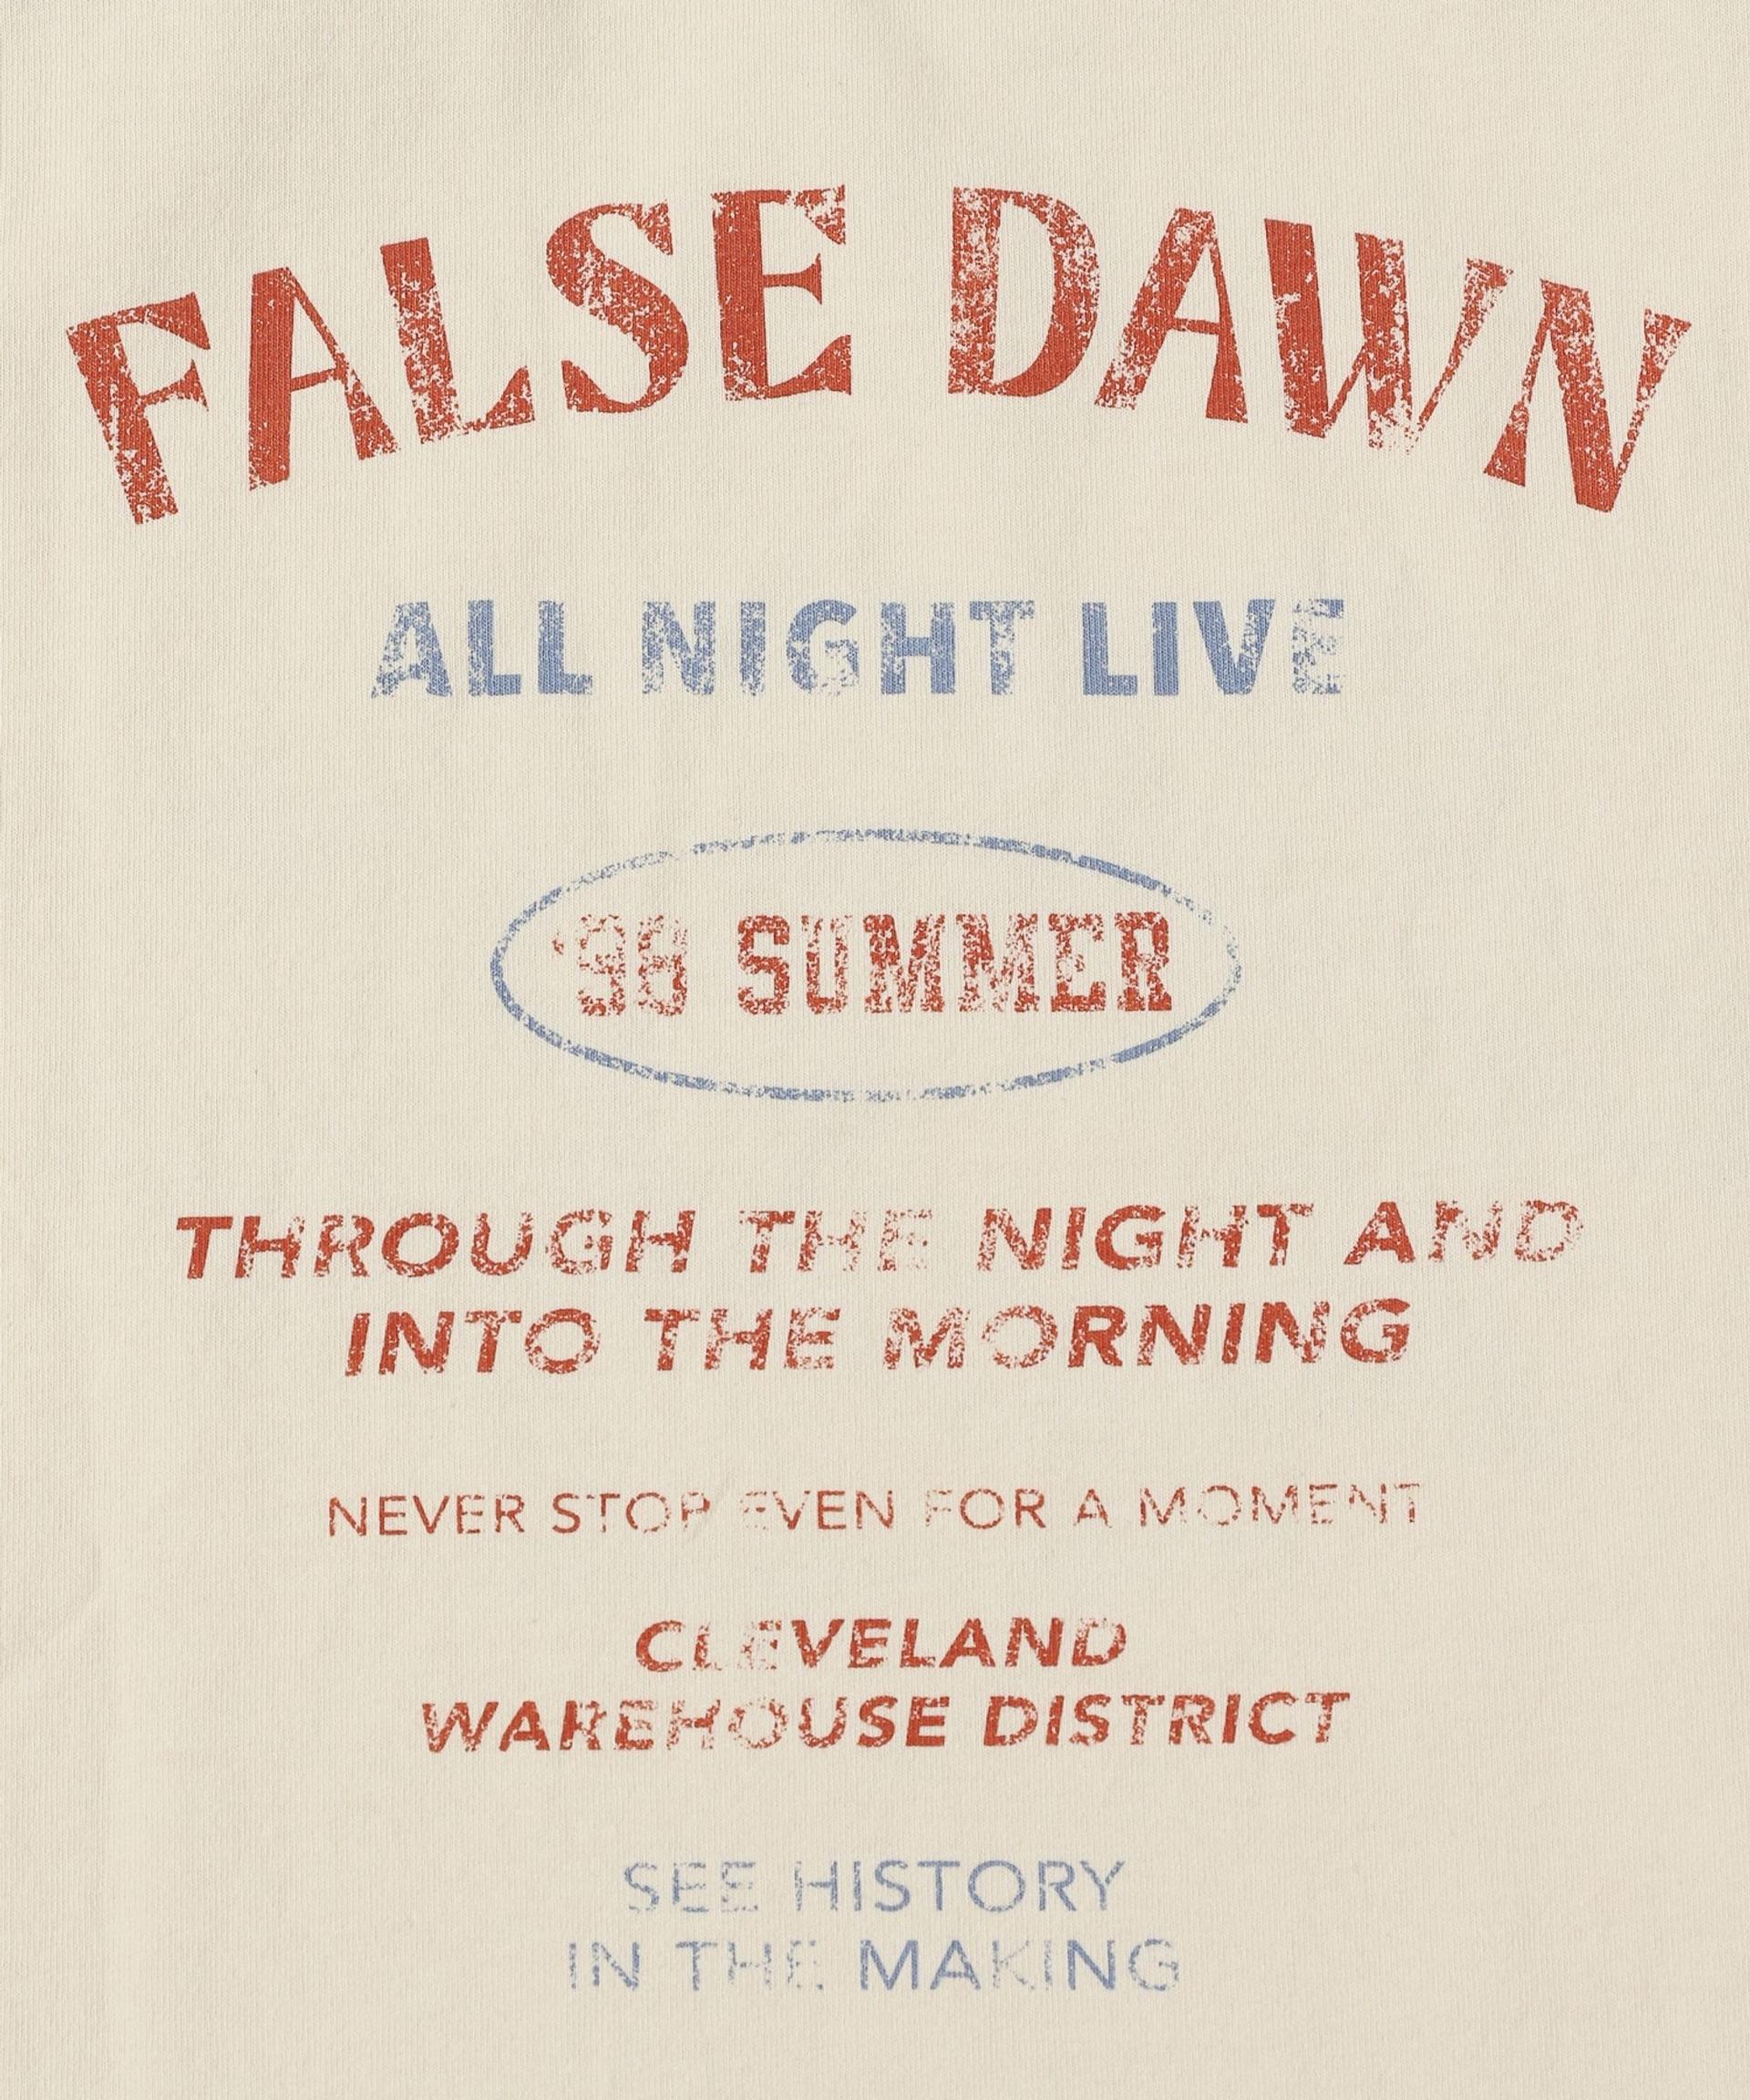 FALSE DAWN
ALL NIGHT LIVE
SUMMER
THROUGH THE NIGHT AND
INTO THE MORNING
NEVER STOP EVEN FOR A MOMENT
CLEVELAND
WAREHOUSE DISTRICT
SEE HISTORY
IN THE MAKING